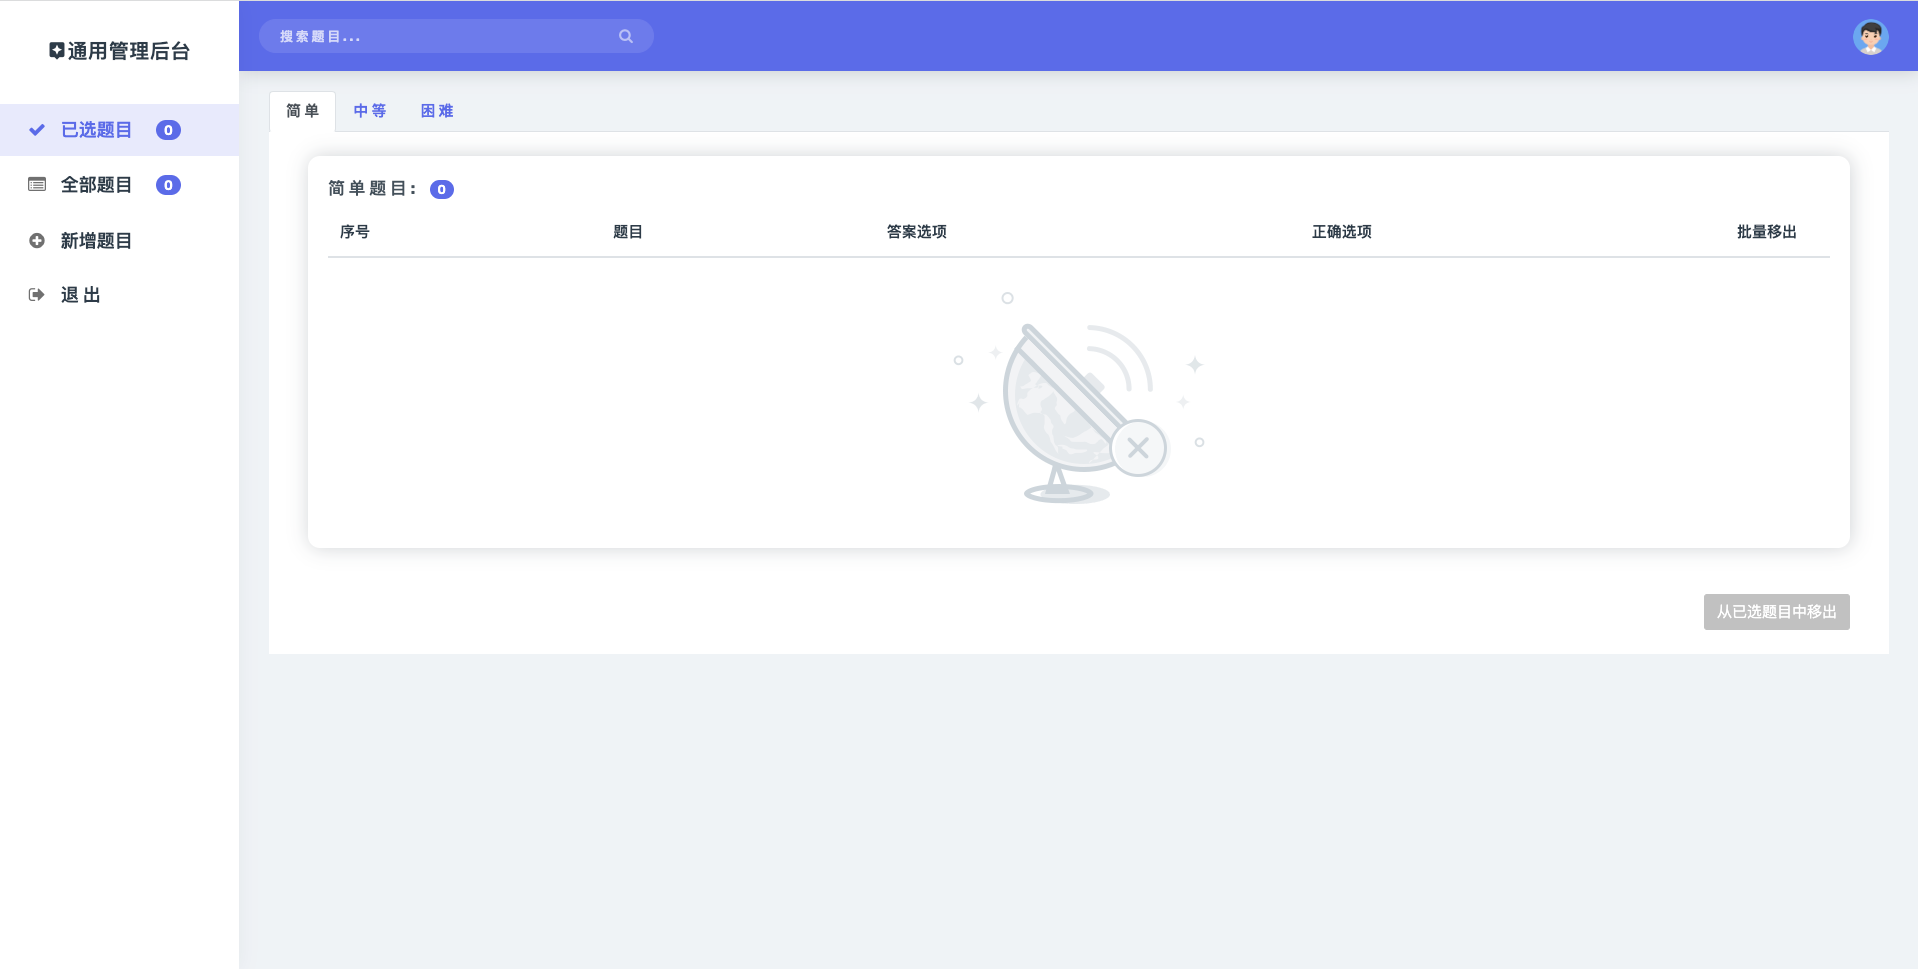 通用管理后台
搜索题目...
已选题目 0
全部题目 0
新增题目
退 出
简 单 中 等 困 难
简 单 题 目： 0
序号 题目 答案选项 正确选项 批量移出
从已选题目中移出